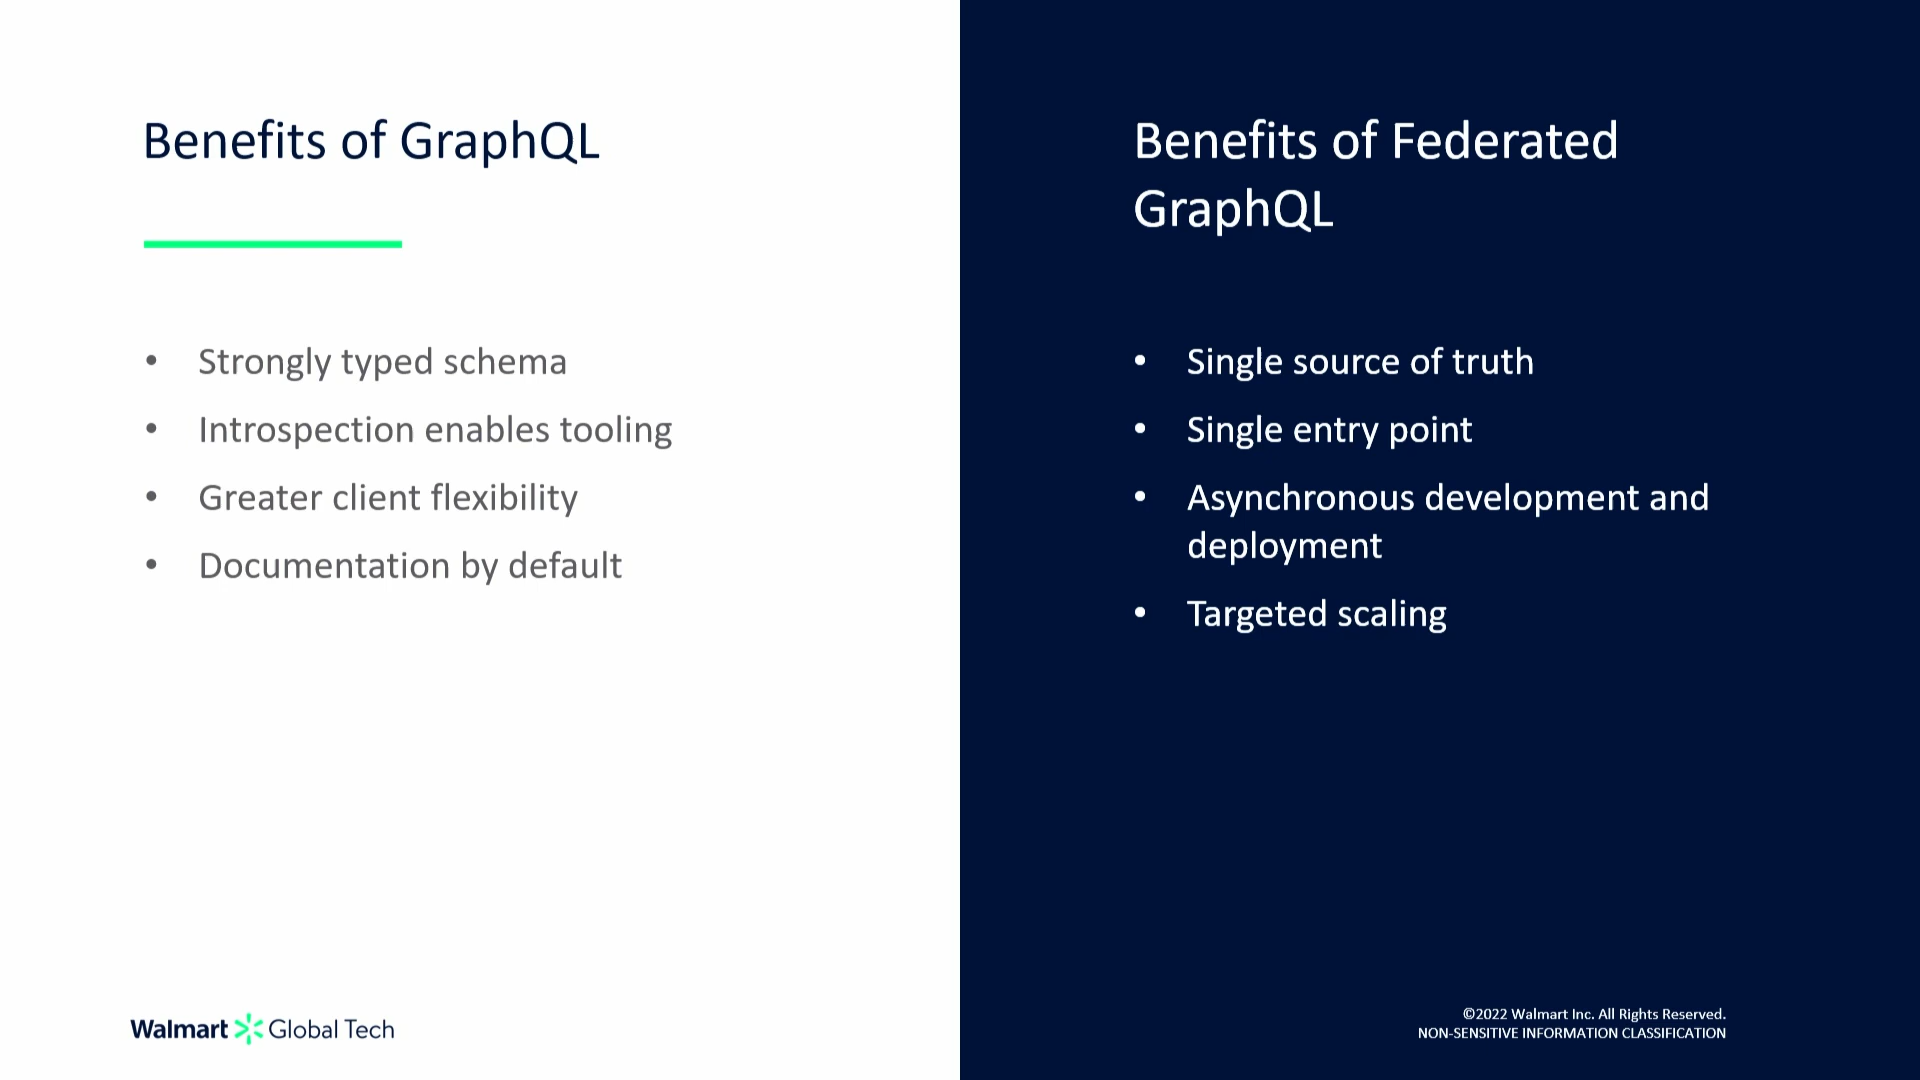 Benefits of GraphQL
• Strongly typed schema
• Introspection enables tooling
• Greater client flexibility
• Documentation by default
Walmart Global Tech
Benefits of Federated
GraphQL
• Single source of truth
• Single entry point
• Asynchronous development and
deployment
• Targeted scaling
©2022 Walmart Inc. All Rights Reserved.
NON-SENSITIVE INFORMATION CLASSIFICATION